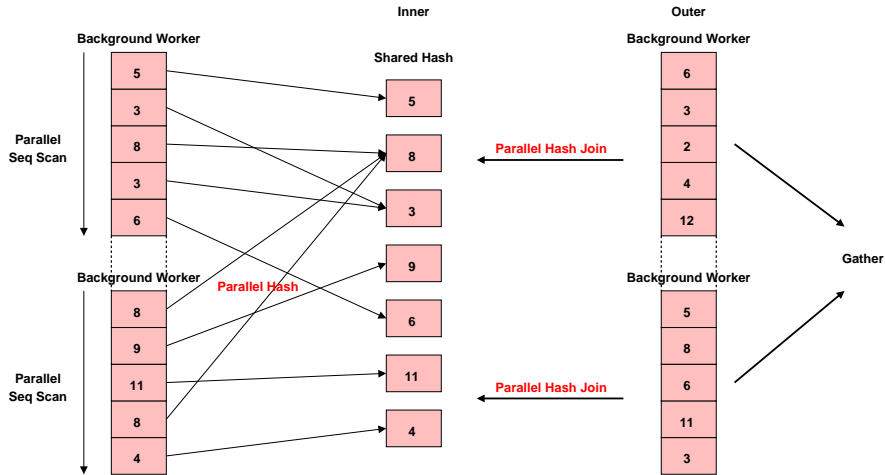 Inner
Outer
Background Worker
Background Worker
Shared Hash
5
3
8
3
6
Parallel
Seq Scan
5
8
3
9
6
11
4
Parallel Hash Join
6
3
2
4
12
Gather
Background Worker
Background Worker
Parallel Hash
8
9
11
8
4
Parallel
Seq Scan
Parallel Hash Join
5
8
6
11
3